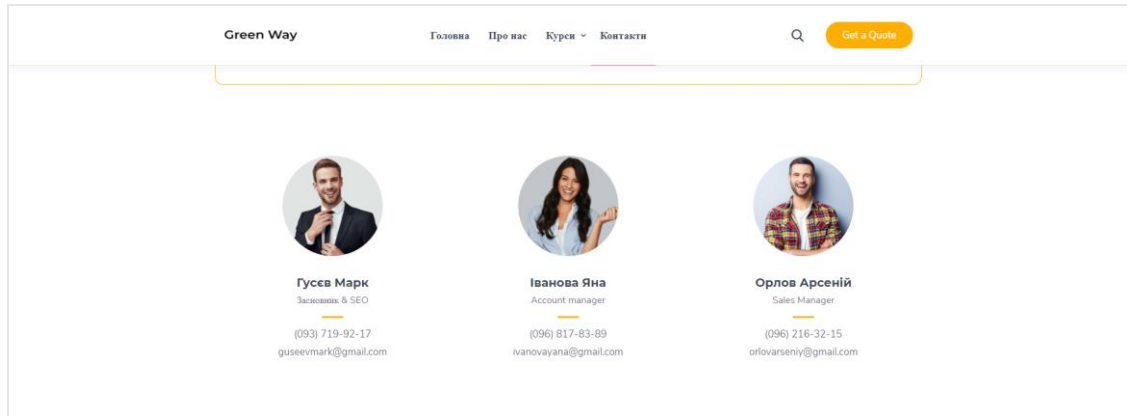 Green Way
Головна Про нас Курси Контакти
Get a Quote
Гусєв Марк
Засновник & SEO
(093) 719-92-17
guseevmark@gmail.com
Іванова Яна
Account manager
(096) 817-83-89
ivanovayana@gmail.com
Орлов Арсеній
Sales Manager
(096) 216-32-15
orlovarseniy@gmail.com